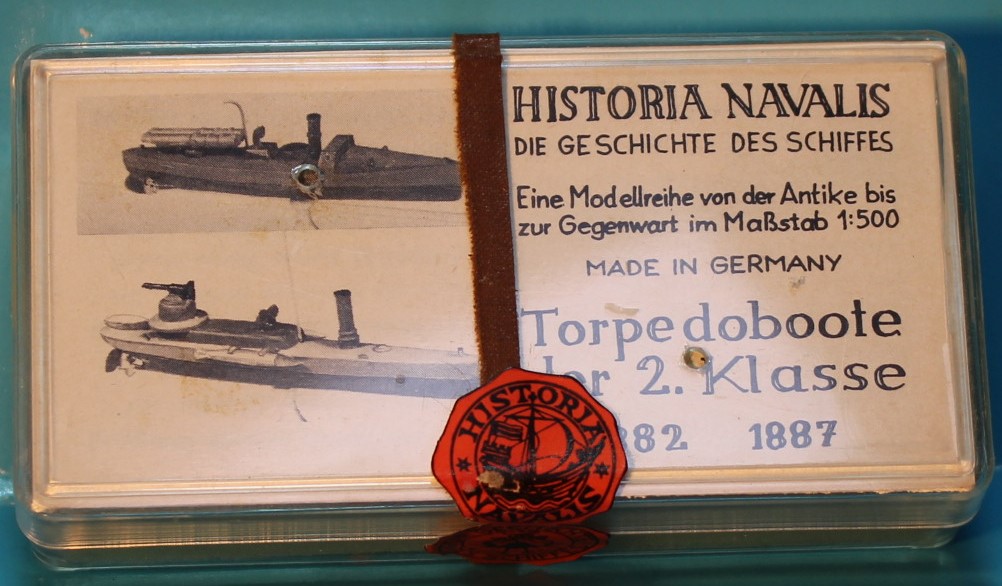 HISTORIA NAVALIS
DIE GESCHICHTE DES SCHIFFES
Eine Modellreihe von der Antike bis
zur Gegenwart im Maßstab 1:500
MADE IN GERMANY
Torpedoboote
2. Klasse
1887
HISTORIA
NAVALIS